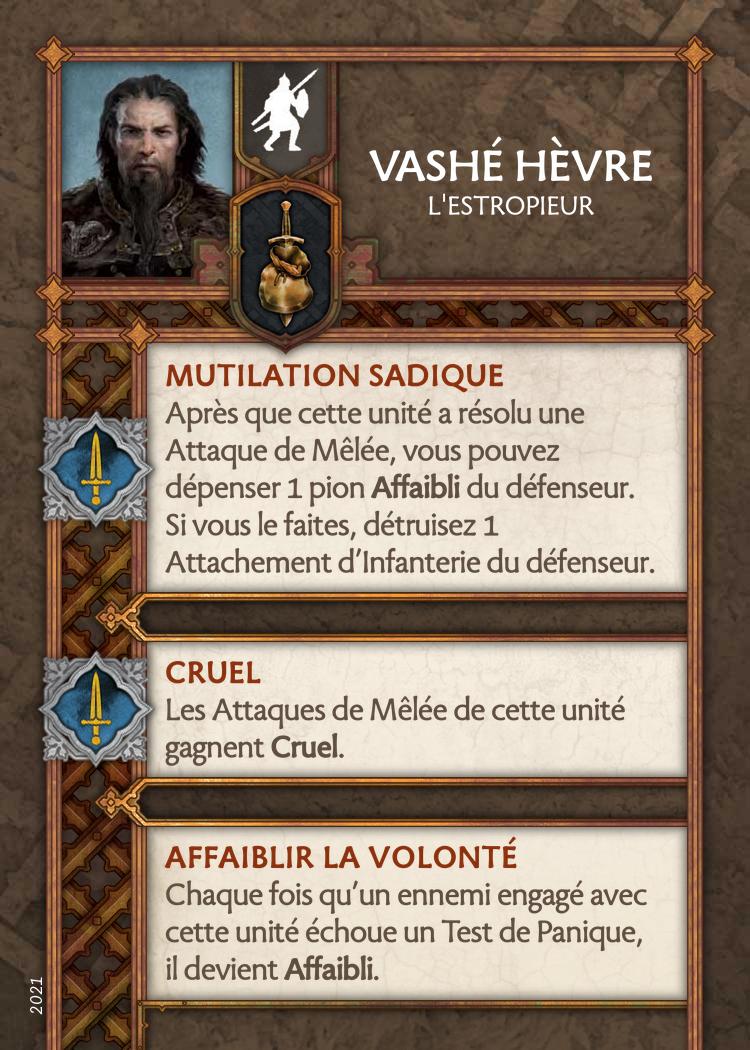 VASHÉ HÈVRE
L'ESTROPIEUR
MUTILATION SADIQUE
Après que cette unité a résolu une
Attaque de Mêlée, vous pouvez
dépenser 1 pion Affaibli du défenseur.
Si vous le faites, détruisez 1
Attachement d’Infanterie du défenseur.
CRUEL
Les Attaques de Mêlée de cette unité
gagnent Cruel.
AFFAIBLIR LA VOLONTÉ
Chaque fois qu’un ennemi engagé avec
cette unité échoue un Test de Panique,
il devient Affaibli.
2021